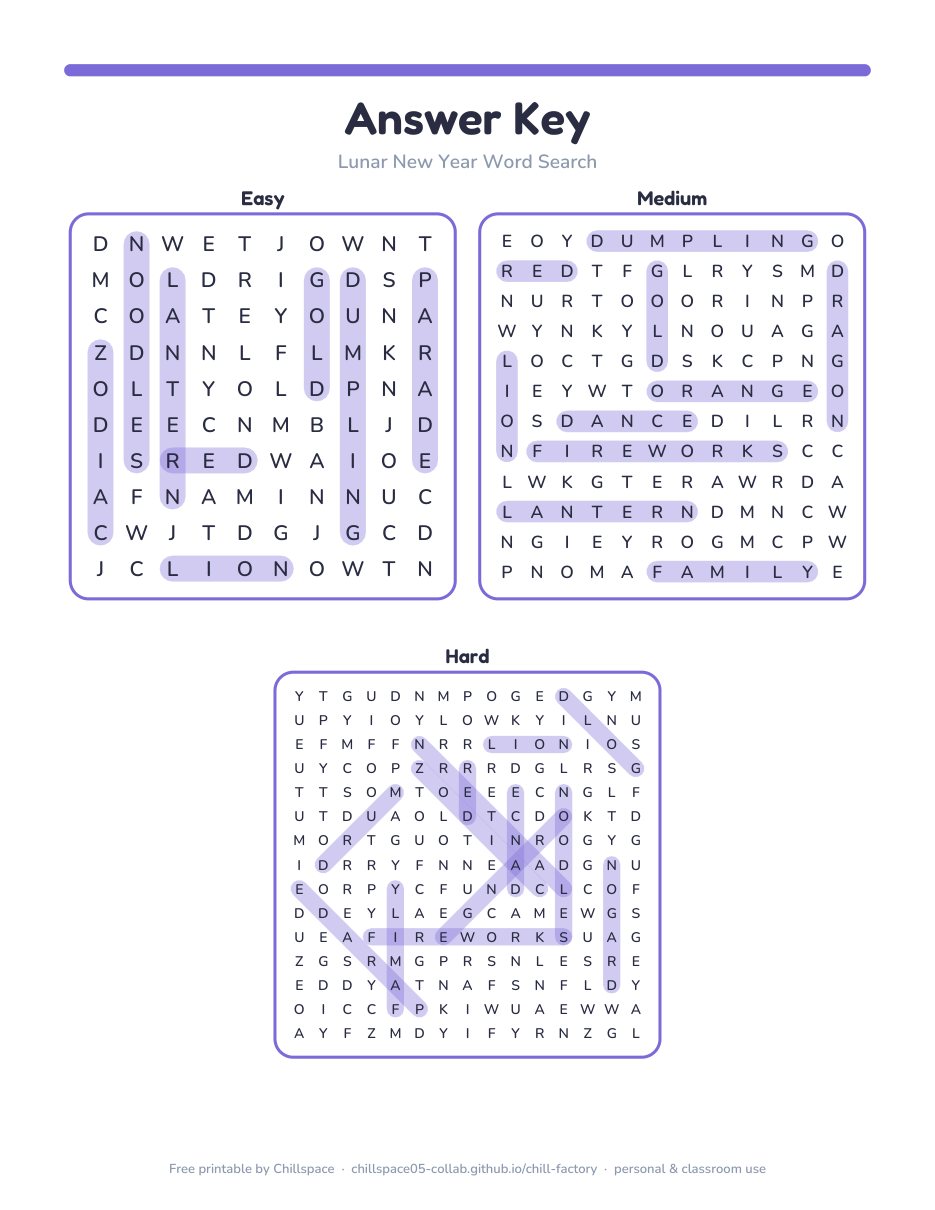 Answer Key
Lunar New Year Word Search
Easy
D N W E T J O W N T
M O L D R I G D S P
C O A T E Y O U N A
Z D N N L F L M K R
O L T Y O L D P N A
D E E C N M B L J D
I S R E D W A I O E
A F N A M I N N U C
C W J T D G J G C D
J C L I O N O W T N
Medium
E O Y D U M P L I N G O
R E D T F G L R Y S M D
N U R T O O O R I N P R
W Y N K Y L N O U A G A
L O C T G D S K C P N G
I E Y W T O R A N G E O
O S D A N C E D I L R N
N F I R E W O R K S C C
L W K G T E R A W R D A
L A N T E R N D M N C W
N G I E Y R O G M C P W
P N O M A F A M I L Y E
Hard
Y T G U D N M P O G E D G Y M
U P Y I O Y L O W K Y I L N U
E F M F F N R R L I O N I O S
U Y C O P Z R R R D G L R S G
T T S O M T O E E E C N G L F
U T D U A O L D T C D O K T D
M O R T G U O T I N R O G Y G
I D R R Y F N N E A A D G N U
E O R P Y C F U N D C L C O F
D D E Y L A E G C A M E W G S
U E A F I R E W O R K S U A G
Z G S R M G P R S N L E S R E
E D D Y A T N A F S N F L D Y
O I C C F P K I W U A E W W A
A Y F Z M D Y I F Y R N Z G L
Free printable by Chillspace · chillspace05-collab.github.io/chill-factory · personal & classroom use